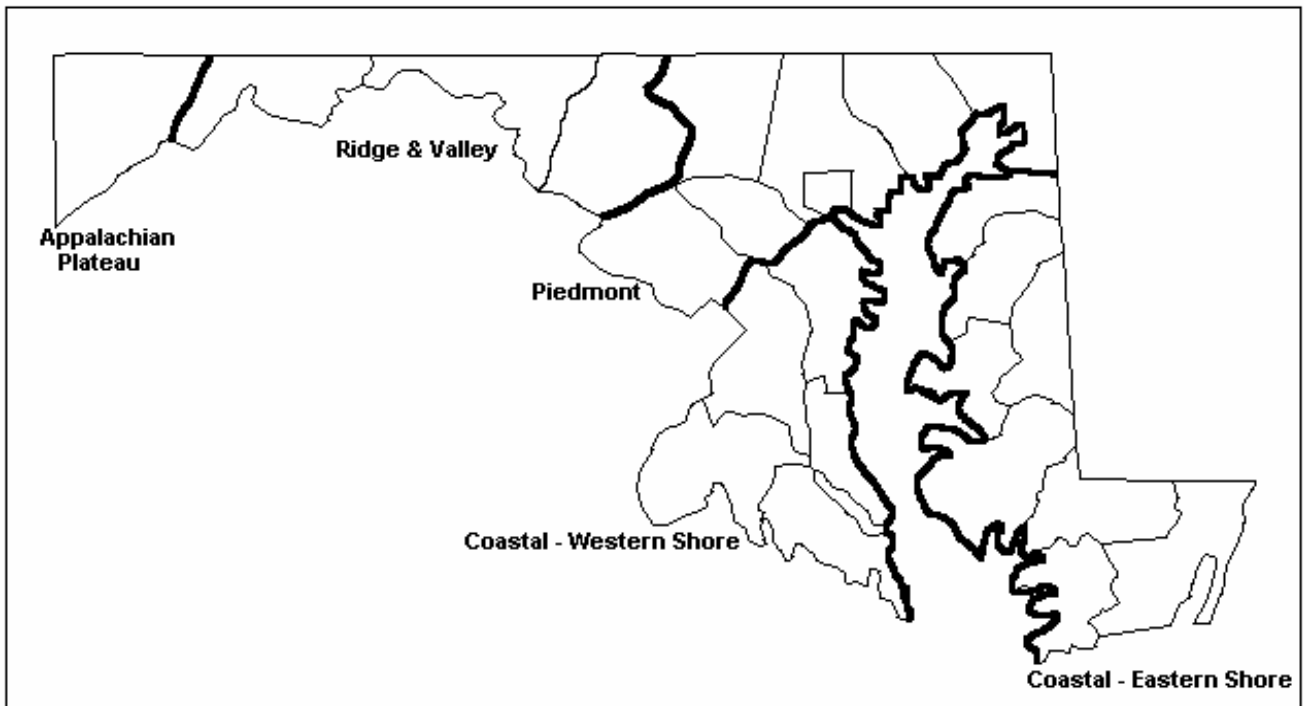 Ridge & Valley
Appalachian
Plateau
Piedmont
Coastal - Western Shore
Coastal - Eastern Shore